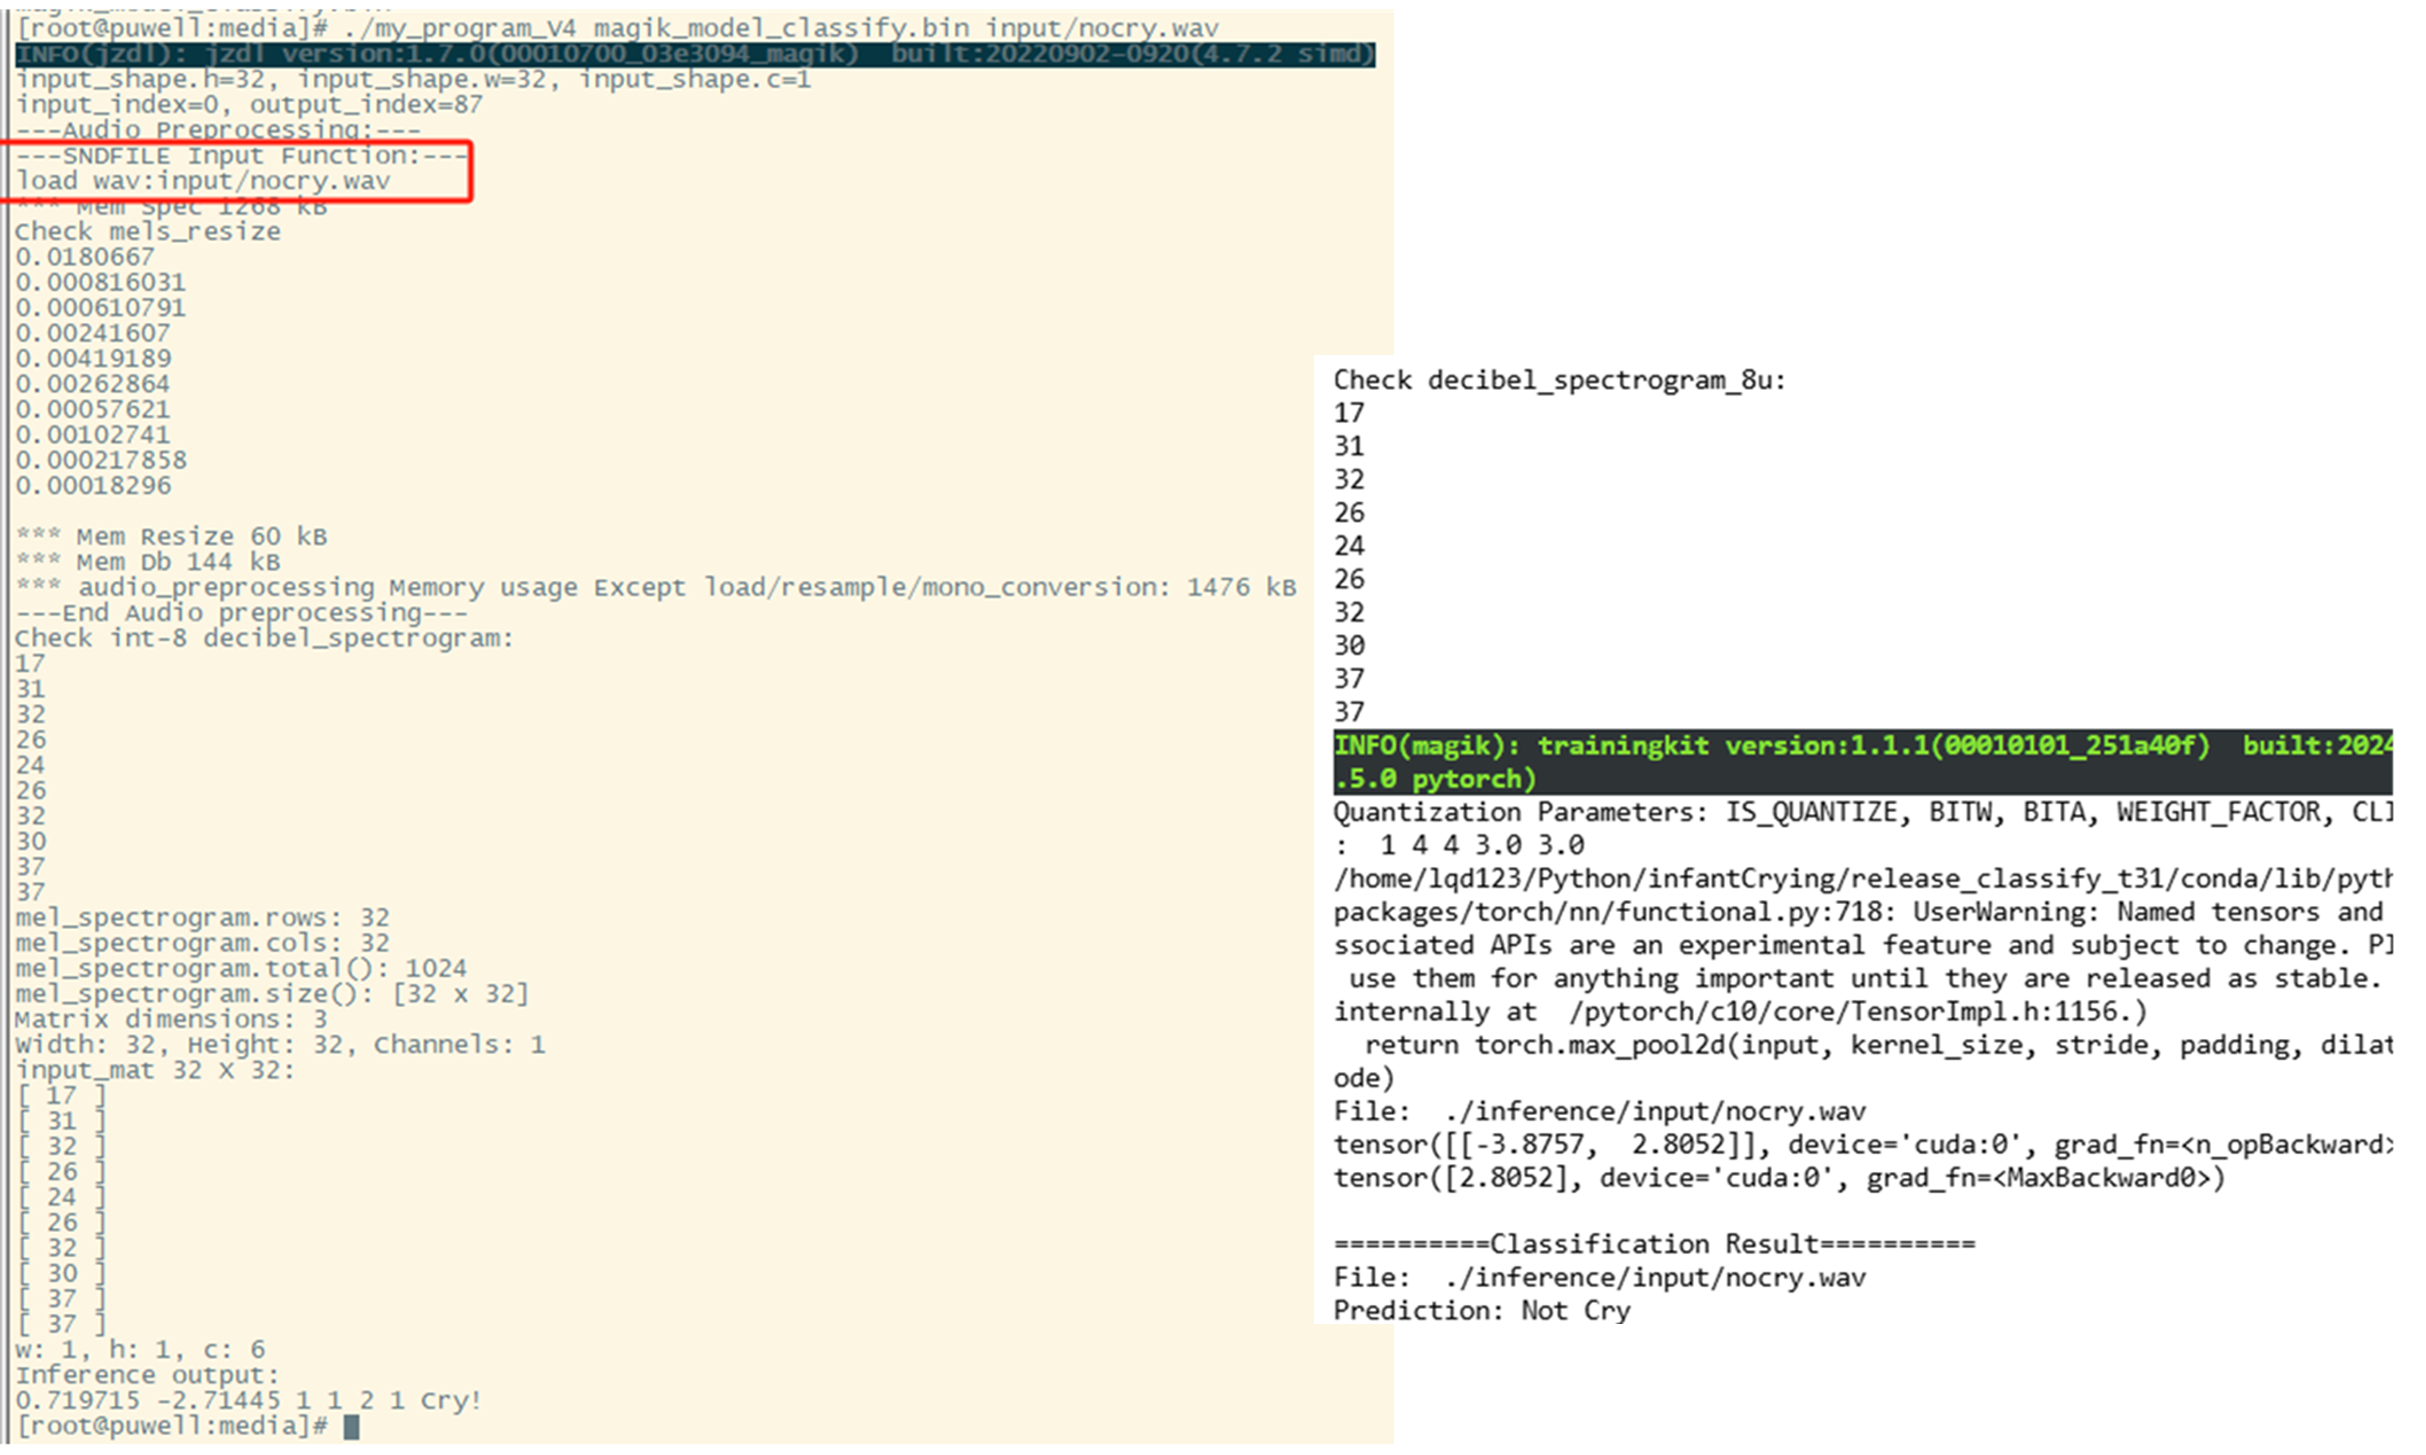 [root@puwell:media]# ./my_program_V4 magik_model_classify.bin input/nocry.wav
INFO(jzdl): jzdl version:1.7.0(00010700_03e3094_magik)  built:20220902-0920(4.7.2 simd)
input_shape.h=32, input_shape.w=32, input_shape.c=1
input_index=0, output_index=87
---Audio Preprocessing:---
---SNDFILE Input Function:---
load wav:input/nocry.wav
*** Mem Spec 1268 kB
Check mels_resize
0.0180667
0.000816031
0.000610791
0.00241607
0.00419189
0.00262864
0.00057621
0.00102741
0.000217858
0.00018296
*** Mem Resize 60 kB
*** Mem Db 144 kB
*** audio_preprocessing Memory usage Except load/resample/mono_conversion: 1476 kB
---End Audio preprocessing---
Check int-8 decibel_spectrogram:
17
31
32
26
24
26
32
30
37
37
mel_spectrogram.rows: 32
mel_spectrogram.cols: 32
mel_spectrogram.total(): 1024
mel_spectrogram.size(): [32 x 32]
Matrix dimensions: 3
Width: 32, Height: 32, Channels: 1
input_mat 32 X 32:
[ 17 ]
[ 31 ]
[ 32 ]
[ 26 ]
[ 24 ]
[ 26 ]
[ 32 ]
[ 30 ]
[ 37 ]
[ 37 ]
w: 1, h: 1, c: 6
Inference output:
0.719715 -2.71445 1 1 2 1 Cry!
[root@puwell:media]#
Check decibel_spectrogram_8u:
17
31
32
26
24
26
32
30
37
37
INFO(magik): trainingkit version:1.1.1(00010101_251a40f)  built:2024
.5.0 pytorch)
Quantization Parameters: IS_QUANTIZE, BITW, BITA, WEIGHT_FACTOR, CLI
:  1 4 4 3.0 3.0
/home/lqd123/Python/infantCrying/release_classify_t31/conda/lib/pyth
packages/torch/nn/functional.py:718: UserWarning: Named tensors and
ssociated APIs are an experimental feature and subject to change. Pl
use them for anything important until they are released as stable.
internally at  /pytorch/c10/core/TensorImpl.h:1156.)
return torch.max_pool2d(input, kernel_size, stride, padding, dilat
ode)
File:  ./inference/input/nocry.wav
tensor([[-3.8757,  2.8052]], device='cuda:0', grad_fn=<n_opBackward>
tensor([2.8052], device='cuda:0', grad_fn=<MaxBackward0>)
==========Classification Result==========
File:  ./inference/input/nocry.wav
Prediction: Not Cry